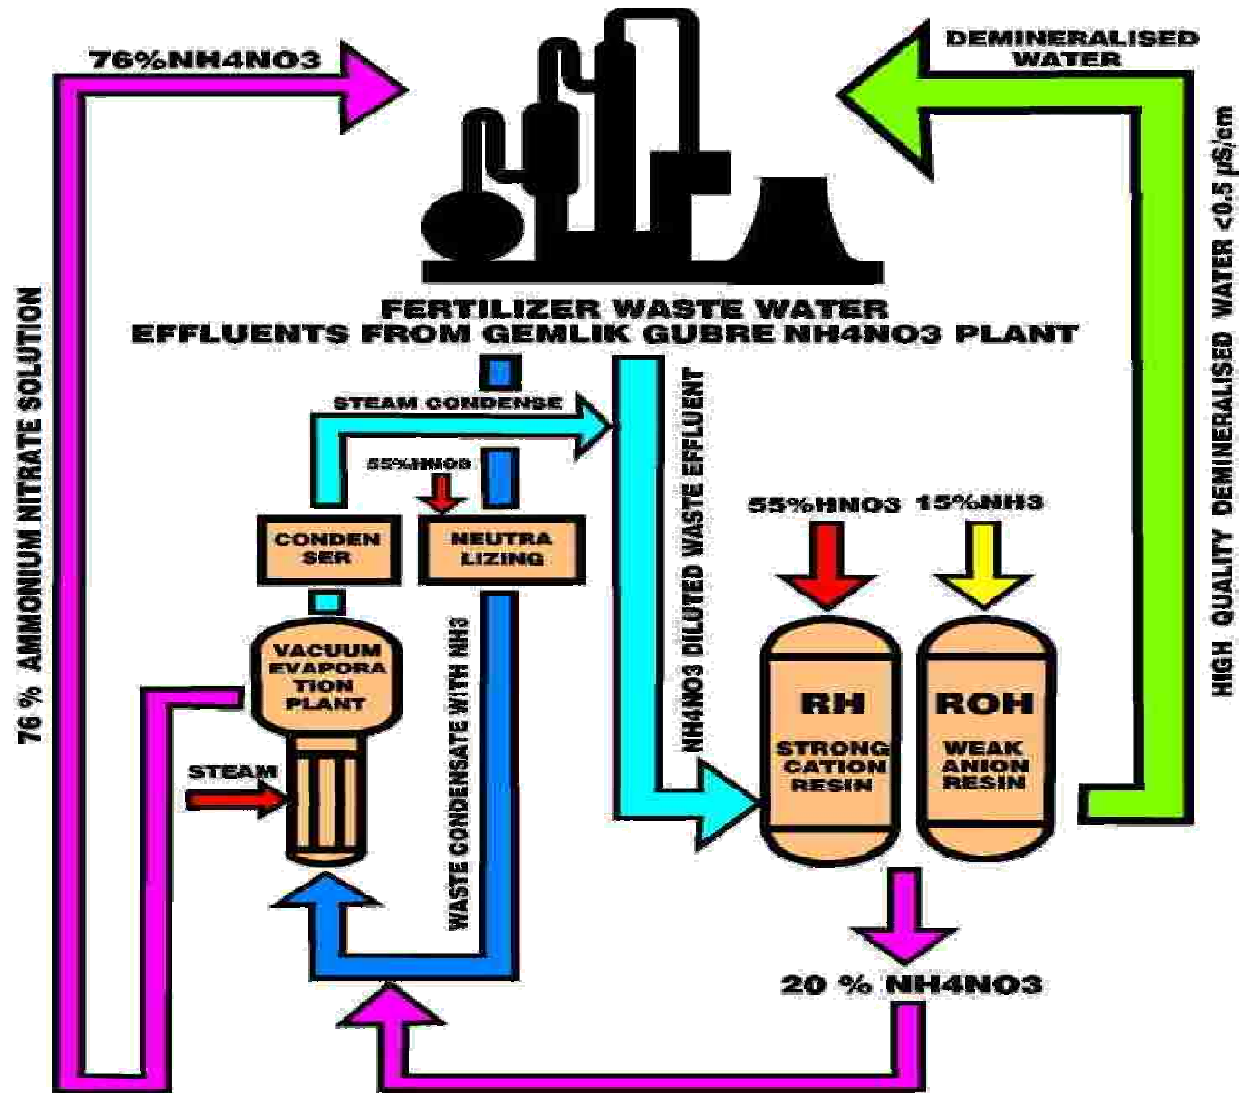 76%NH4NO3
DEMINERALISED
WATER
FERTILIZER WASTE WATER
EFFLUENTS FROM GEMLIK GUBRE NH4NO3 PLANT
76 % AMMONIUM NITRATE SOLUTION
HIGH QUALITY DEMINERALISED WATER <0.5 µS/cm
STEAM CONDENSE
55%HNO3
NH4NO3 DILUTED WASTE EFFLUENT
CONDEN
SER
NEUTRA
LIZING
55%HNO3
15%NH3
WASTE CONDENSATE WITH NH3
VACUUM
EVAPORA
TION
PLANT
STEAM
RH
STRONG
CATION
RESIN
ROH
WEAK
ANION
RESIN
20 % NH4NO3